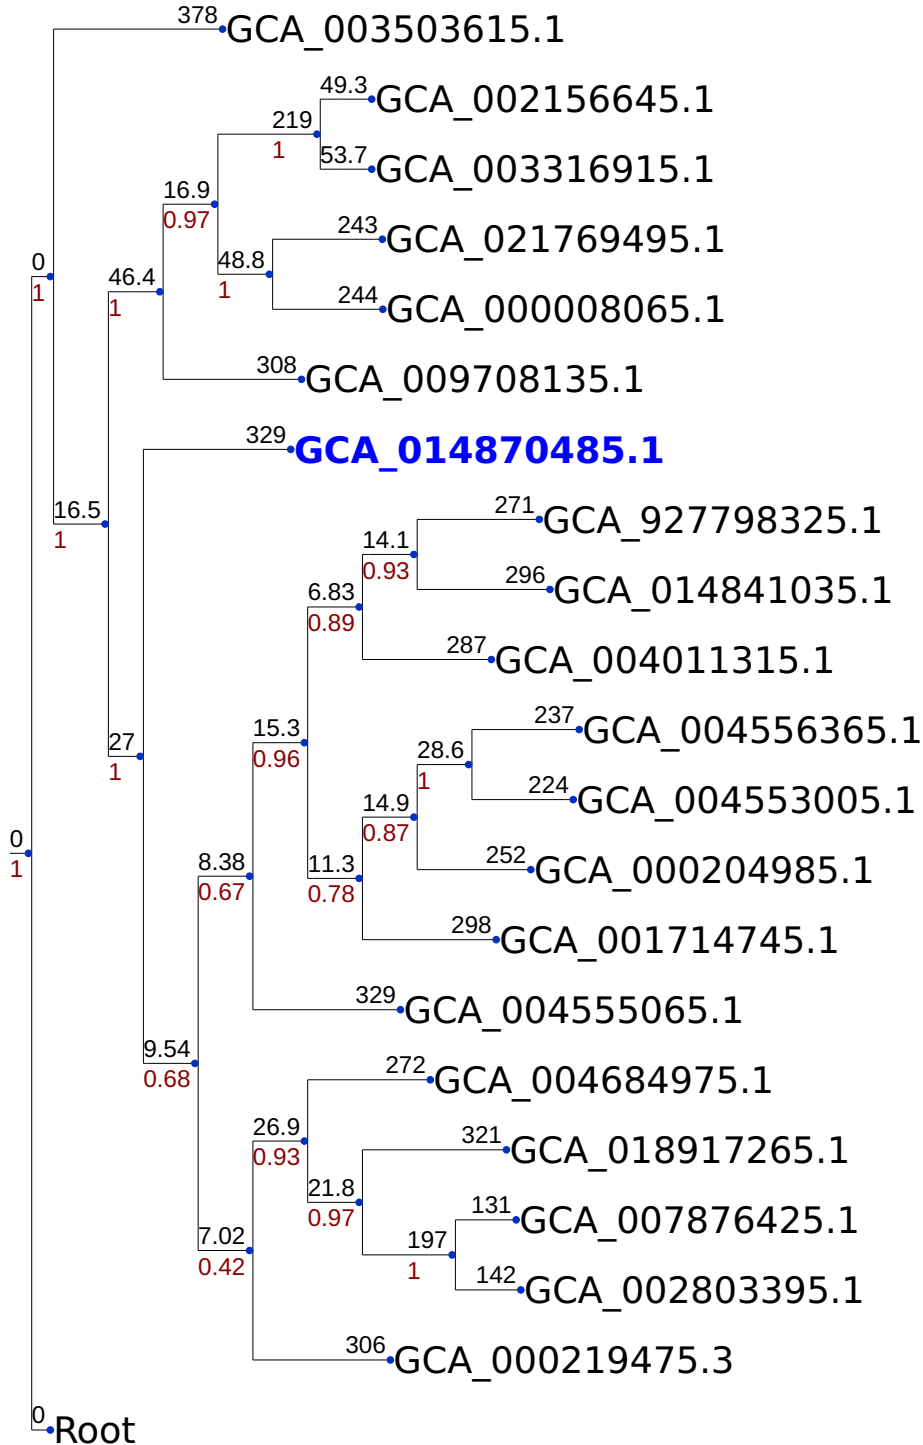 378
GCA_003503615.1
49.3
GCA_002156645.1
219
1
53.7
GCA_003316915.1
16.9
0.97
243
GCA_021769495.1
48.8
1
0
1
46.4
1
244
GCA_000008065.1
308
GCA_009708135.1
329
GCA_014870485.1
16.5
1
271
GCA_927798325.1
14.1
0.93
296
GCA_014841035.1
6.83
0.89
287
GCA_004011315.1
237
GCA_004556365.1
15.3
0.96
27
1
28.6
1
224
GCA_004553005.1
14.9
0.87
0
1
252
GCA_000204985.1
8.38
0.67
11.3
0.78
298
GCA_001714745.1
329
GCA_004555065.1
9.54
0.68
272
GCA_004684975.1
26.9
0.93
321
GCA_018917265.1
21.8
0.97
131
GCA_007876425.1
7.02
0.42
197
1
142
GCA_002803395.1
306
GCA_000219475.3
0
Root